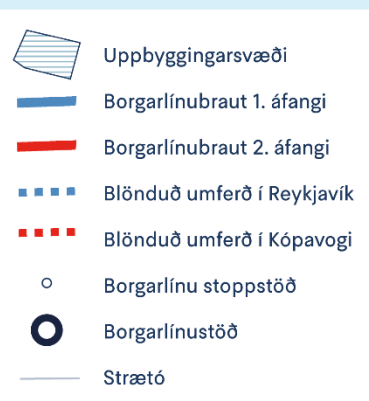 Uppbyggingarsvæði
Borgarlínubraut 1. áfangi
Borgarlínubraut 2. áfangi
Blönduð umferð í Reykjavík
Blönduð umferð í Kópavogi
Borgarlínu stoppstöð
Borgarlínustöð
Strætó